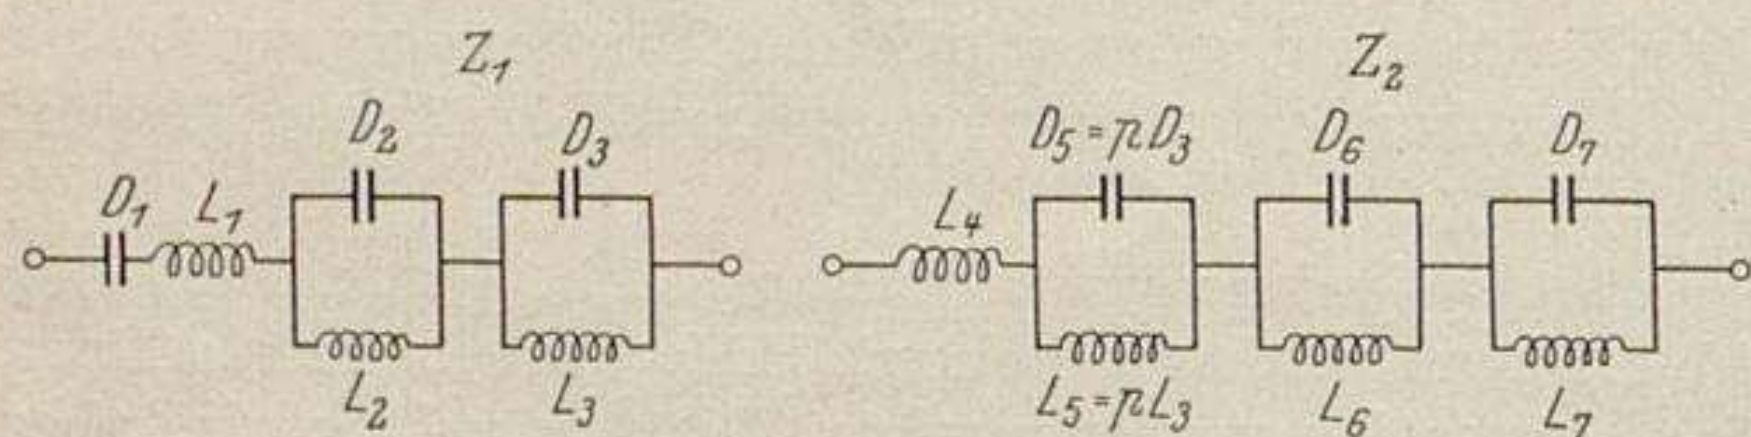 Z₁
D₁
L₁
D₂
L₂
D₃
L₃
Z₂
L₄
D₅=pD₃
L₅=pL₃
D₆
L₆
D₇
L₇